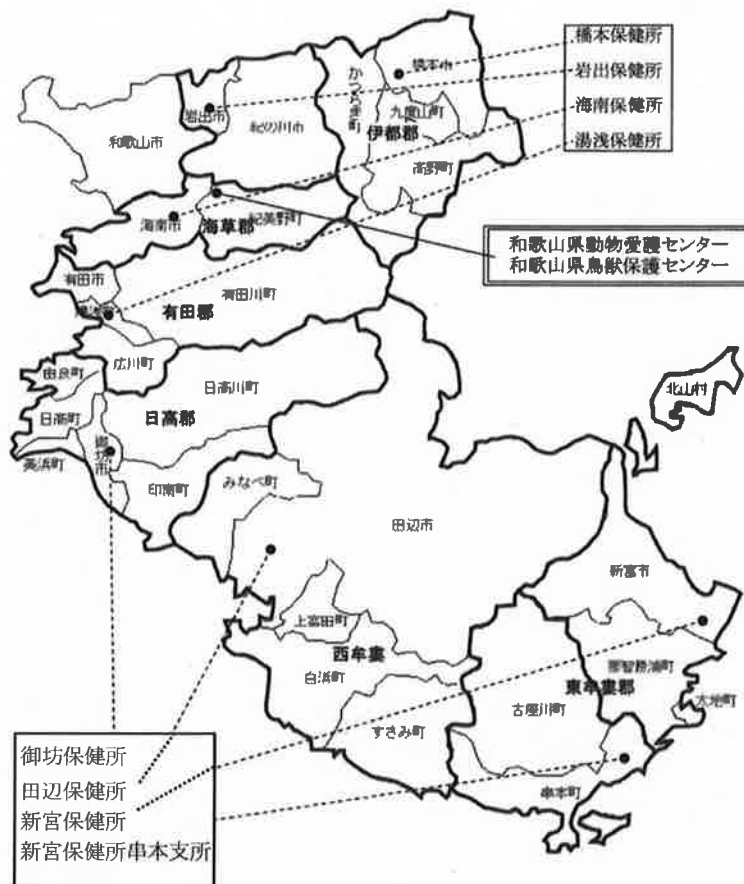 橋本保健所
岩出保健所
海南保健所
湯浅保健所
橋本市
かつらぎ町
九度山町
伊都郡
高野町
岩出市
紀の川市
和歌山市
海南市
海草郡
紀美野町
和歌山県動物愛護センター
和歌山県鳥獣保護センター
有田市
有田川町
有田郡
広川町
由良町
日高川町
日高郡
日高町
御坊市
美浜町
印南町
みなべ町
田辺市
北山村
新宮市
上富田町
西牟婁
白浜町
すさみ町
那智勝浦町
東牟婁郡
古座川町
太地町
串本町
御坊保健所
田辺保健所
新宮保健所
新宮保健所串本支所